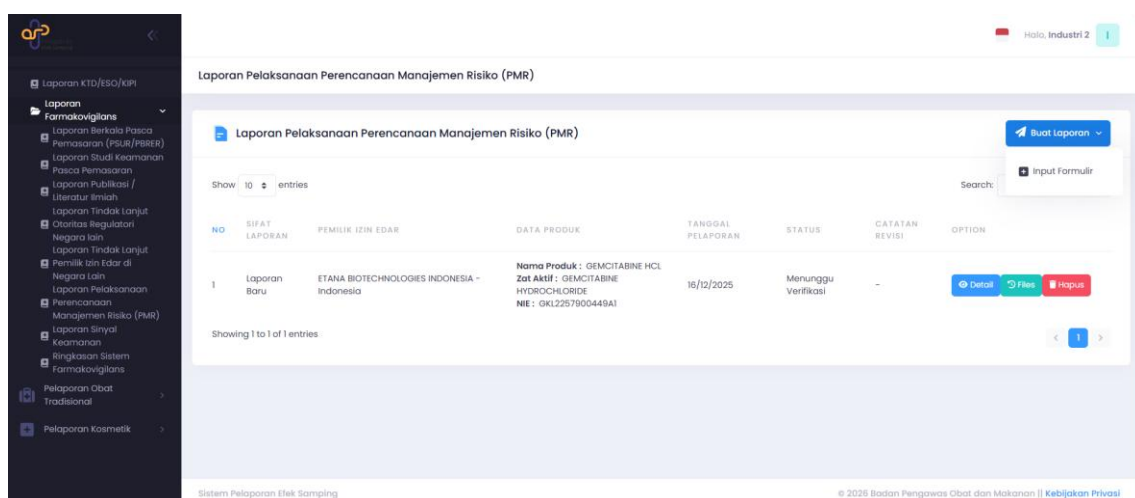 arp
Halo, Industri 2
I
Laporan KTD/ESO/KIPI
Laporan
Farmakovigilans
Laporan Berkala Pasca
Pemasaran (PSUR/PBRER)
Laporan Studi Keamanan
Pasca Pemasaran
Laporan Publikasi /
Literatur Ilmiah
Laporan Tindak Lanjut
Otoritas Regulatori
Negara lain
Laporan Tindak Lanjut
Pemilik Izin Edar di
Negara Lain
Laporan Pelaksanaan
Perencanaan
Manajemen Risiko (PMR)
Laporan Sinyal
Keamanan
Ringkasan Sistem
Farmakovigilans
Pelaporan Obat
Tradisional
Pelaporan Kosmetik
Laporan Pelaksanaan Perencanaan Manajemen Risiko (PMR)
Laporan Pelaksanaan Perencanaan Manajemen Risiko (PMR)
Buat Laporan
Input Formulir
Show 10 entries
Search:
NO SIFAT LAPORAN PEMILIK IZIN EDAR DATA PRODUK TANGGAL PELAPORAN STATUS CATATAN REVISI OPTION
1 Laporan Baru ETANA BIOTECHNOLOGIES INDONESIA - Indonesia
Nama Produk : GEMCITABINE HCL
Zat Aktif : GEMCITABINE
HYDROCHLORIDE
NIE : GKL2257900449A1
16/12/2025 Menunggu Verifikasi - Detail Files Hapus
Showing 1 to 1 of 1 entries
< 1 >
Sistem Pelaporan Efek Samping
© 2026 Badan Pengawas Obat dan Makanan || Kebijakan Privasi